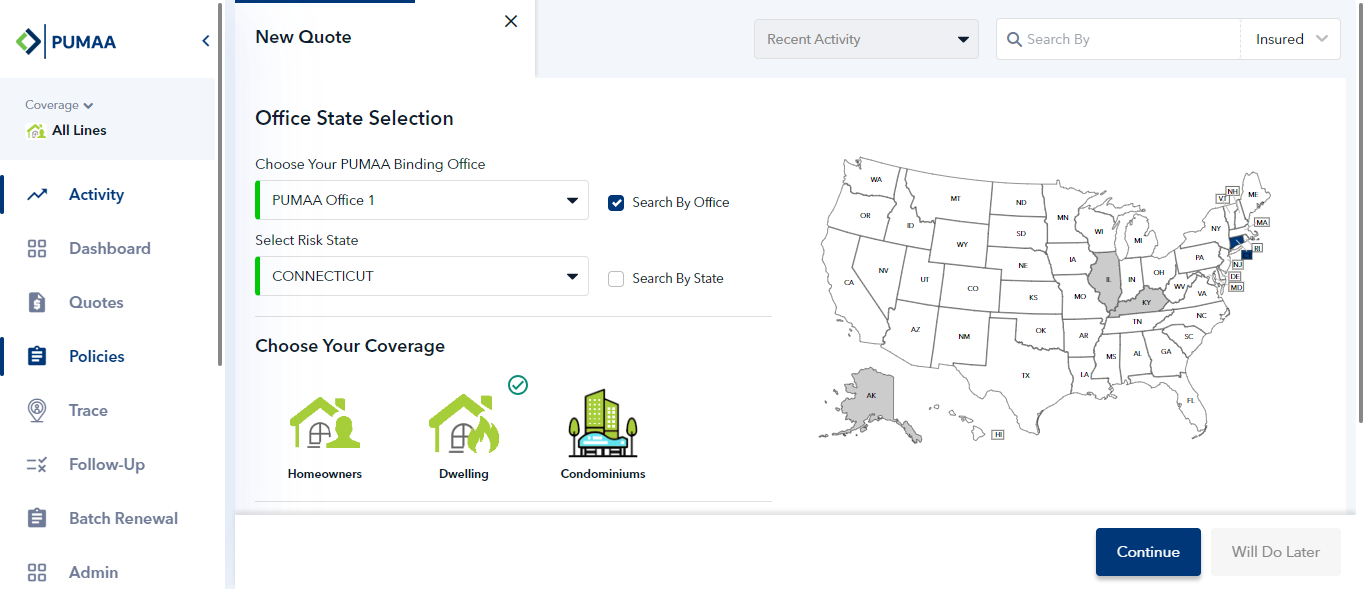 PUMAA
New Quote
Recent Activity
Search By
Insured
Coverage
All Lines
Activity
Dashboard
Quotes
Policies
Trace
Follow-Up
Batch Renewal
Admin
Office State Selection
Choose Your PUMAA Binding Office
PUMAA Office 1
Search By Office
Select Risk State
CONNECTICUT
Search By State
Choose Your Coverage
Homeowners
Dwelling
Condominiums
WA
MT
ND
MN
OR
ID
SD
WI
MI
WY
NY
VT
NH
ME
MA
RI
NJ
DE
MD
PA
NE
IA
IL
IN
OH
NV
UT
CO
CA
KS
MO
KY
WV
VA
NC
TN
AZ
NM
OK
AR
SC
MS
AL
GA
TX
LA
FL
AK
HI
Continue
Will Do Later